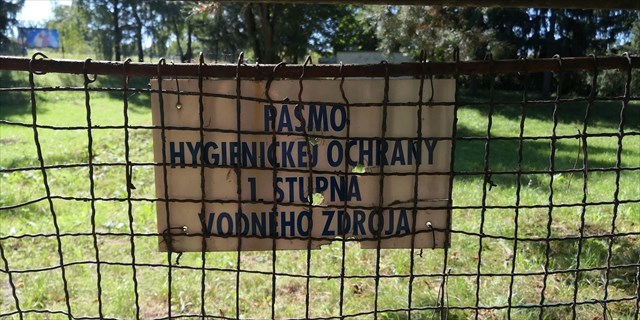 PÁSMO
HYGIENICKEJ OCHRANY
1. STUPŇA
VODNÉHO ZDROJA